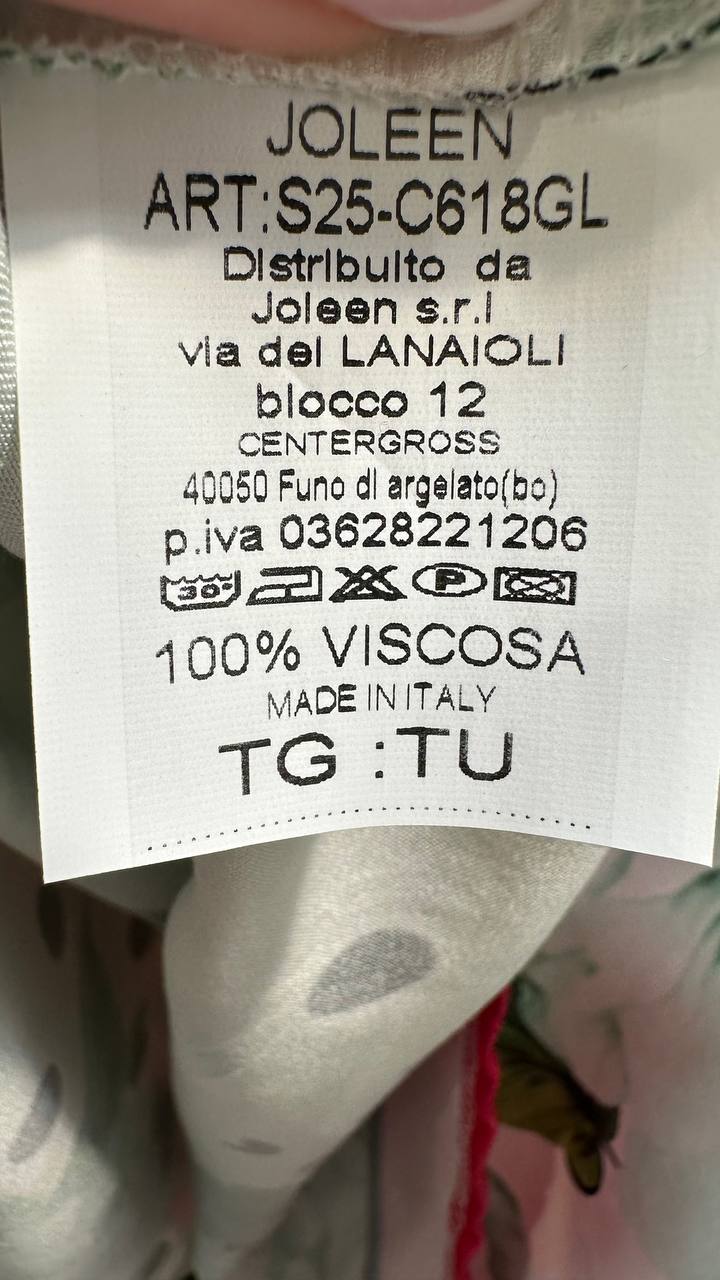 JOLEEN
ART:S25-C618GL
Distribuito da
Joleen s.r.l
via dei LANAIOLI
blocco 12
CENTERGROSS
40050 Funo di argelato(bo)
p.iva 03628221206
30° P
100% VISCOSA
MADE IN ITALY
TG :TU